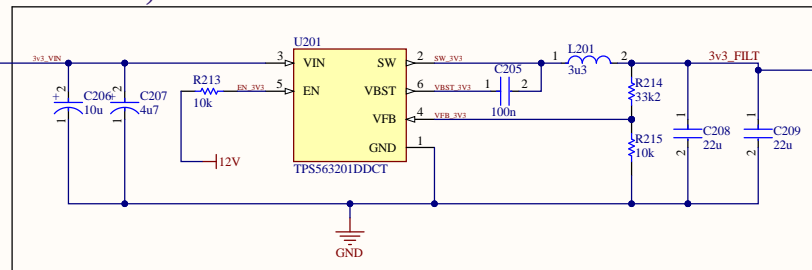 U201
3v3_VIN
3 VIN SW 2 SW_3V3
L201
1 2
3u3
3v3_FILT
C205
R213
10k
EN_3V3
5 EN VBST 6 VBST_3V3 1 2
100n
R214
33k2
+ 2 C206 10u 1
+ 2 C207 4u7 1
VFB 4 VFB_3V3
GND 1
R215
10k
1 C208 22u 2
1 C209 22u 2
12V
TPS563201DDCT
GND